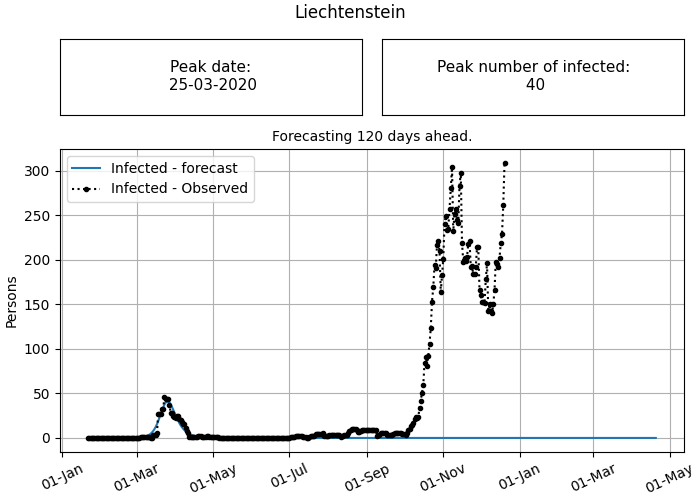 Liechtenstein
Peak date:
25-03-2020
Peak number of infected:
40
Forecasting 120 days ahead.
Infected - forecast
Infected - Observed
Persons
300
250
200
150
100
50
0
01-Jan
01-Mar
01-May
01-Jul
01-Sep
01-Nov
01-Jan
01-Mar
01-May